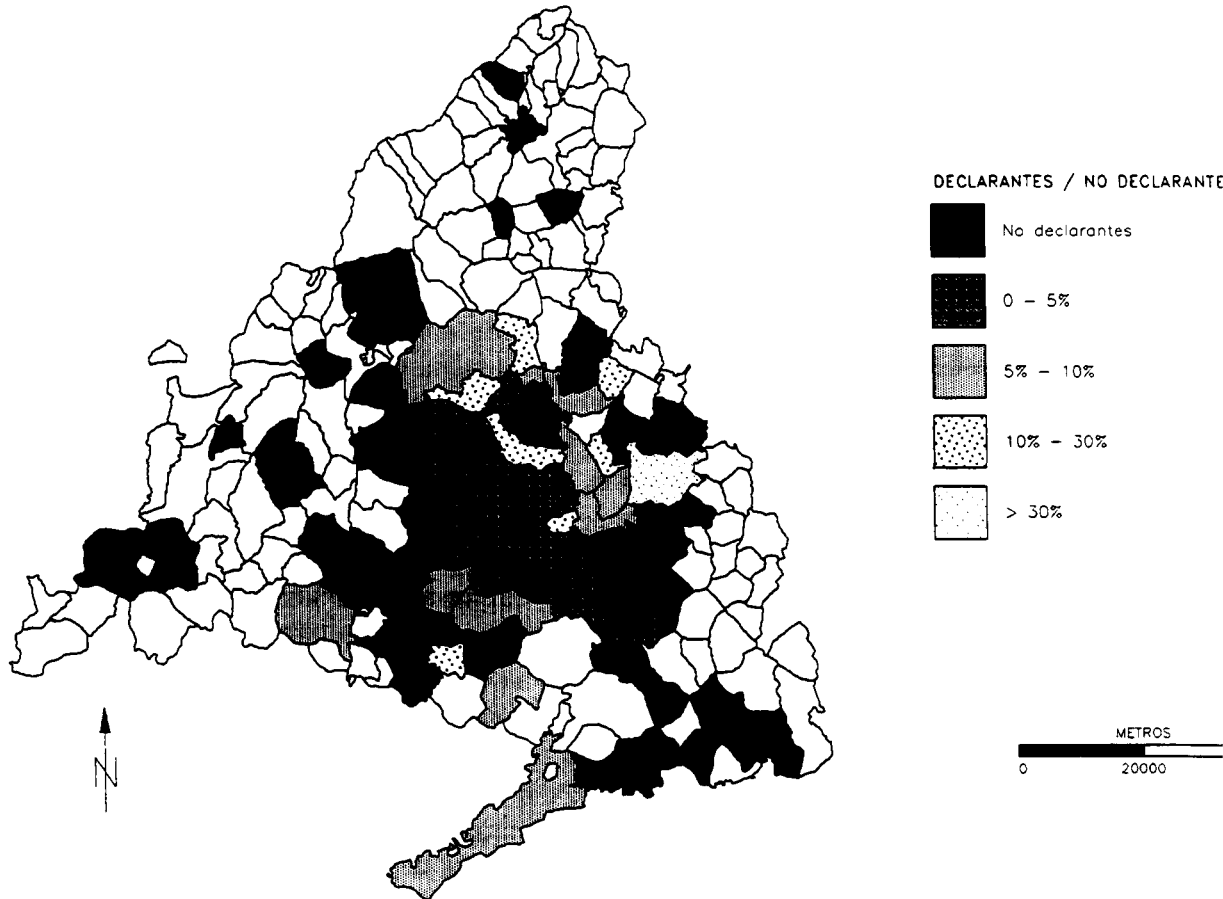 DECLARANTES / NO DECLARANTE
No declarantes
0 - 5%
5% - 10%
10% - 30%
> 30%
N
METROS
0 20000